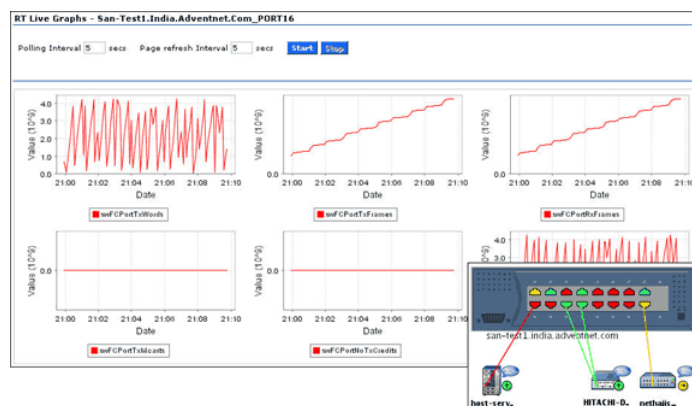 RT Live Graphs - San-Test1.India.Adventnet.Com_PORT16
Polling Interval 5 secs Page refresh Interval 5 secs Start Stop
Value (10^9)
4.0
3.0
2.0
1.0
0.0
21:00 21:02 21:04 21:06 21:08 21:10
Date
swFCPortTxWords
Value (10^9)
0.0
21:00 21:02 21:04 21:06 21:08 21:10
Date
swFCPortTxFrames
Value (10^9)
0.0
21:00 21:02 21:04 21:06 21:08 21:10
Date
swFCPortRxFrames
Value (10^9)
0.0
21:00 21:02 21:04 21:06 21:08 21:10
Date
swFCPortTxMcants
Value (10^9)
0.0
21:00 21:02 21:04 21:06 21:08 21:10
Date
swFCPortNoTxCredits
4.0
san-test1.india.adventnet.com
host-serv..
HITACHI-D..
nethajis..